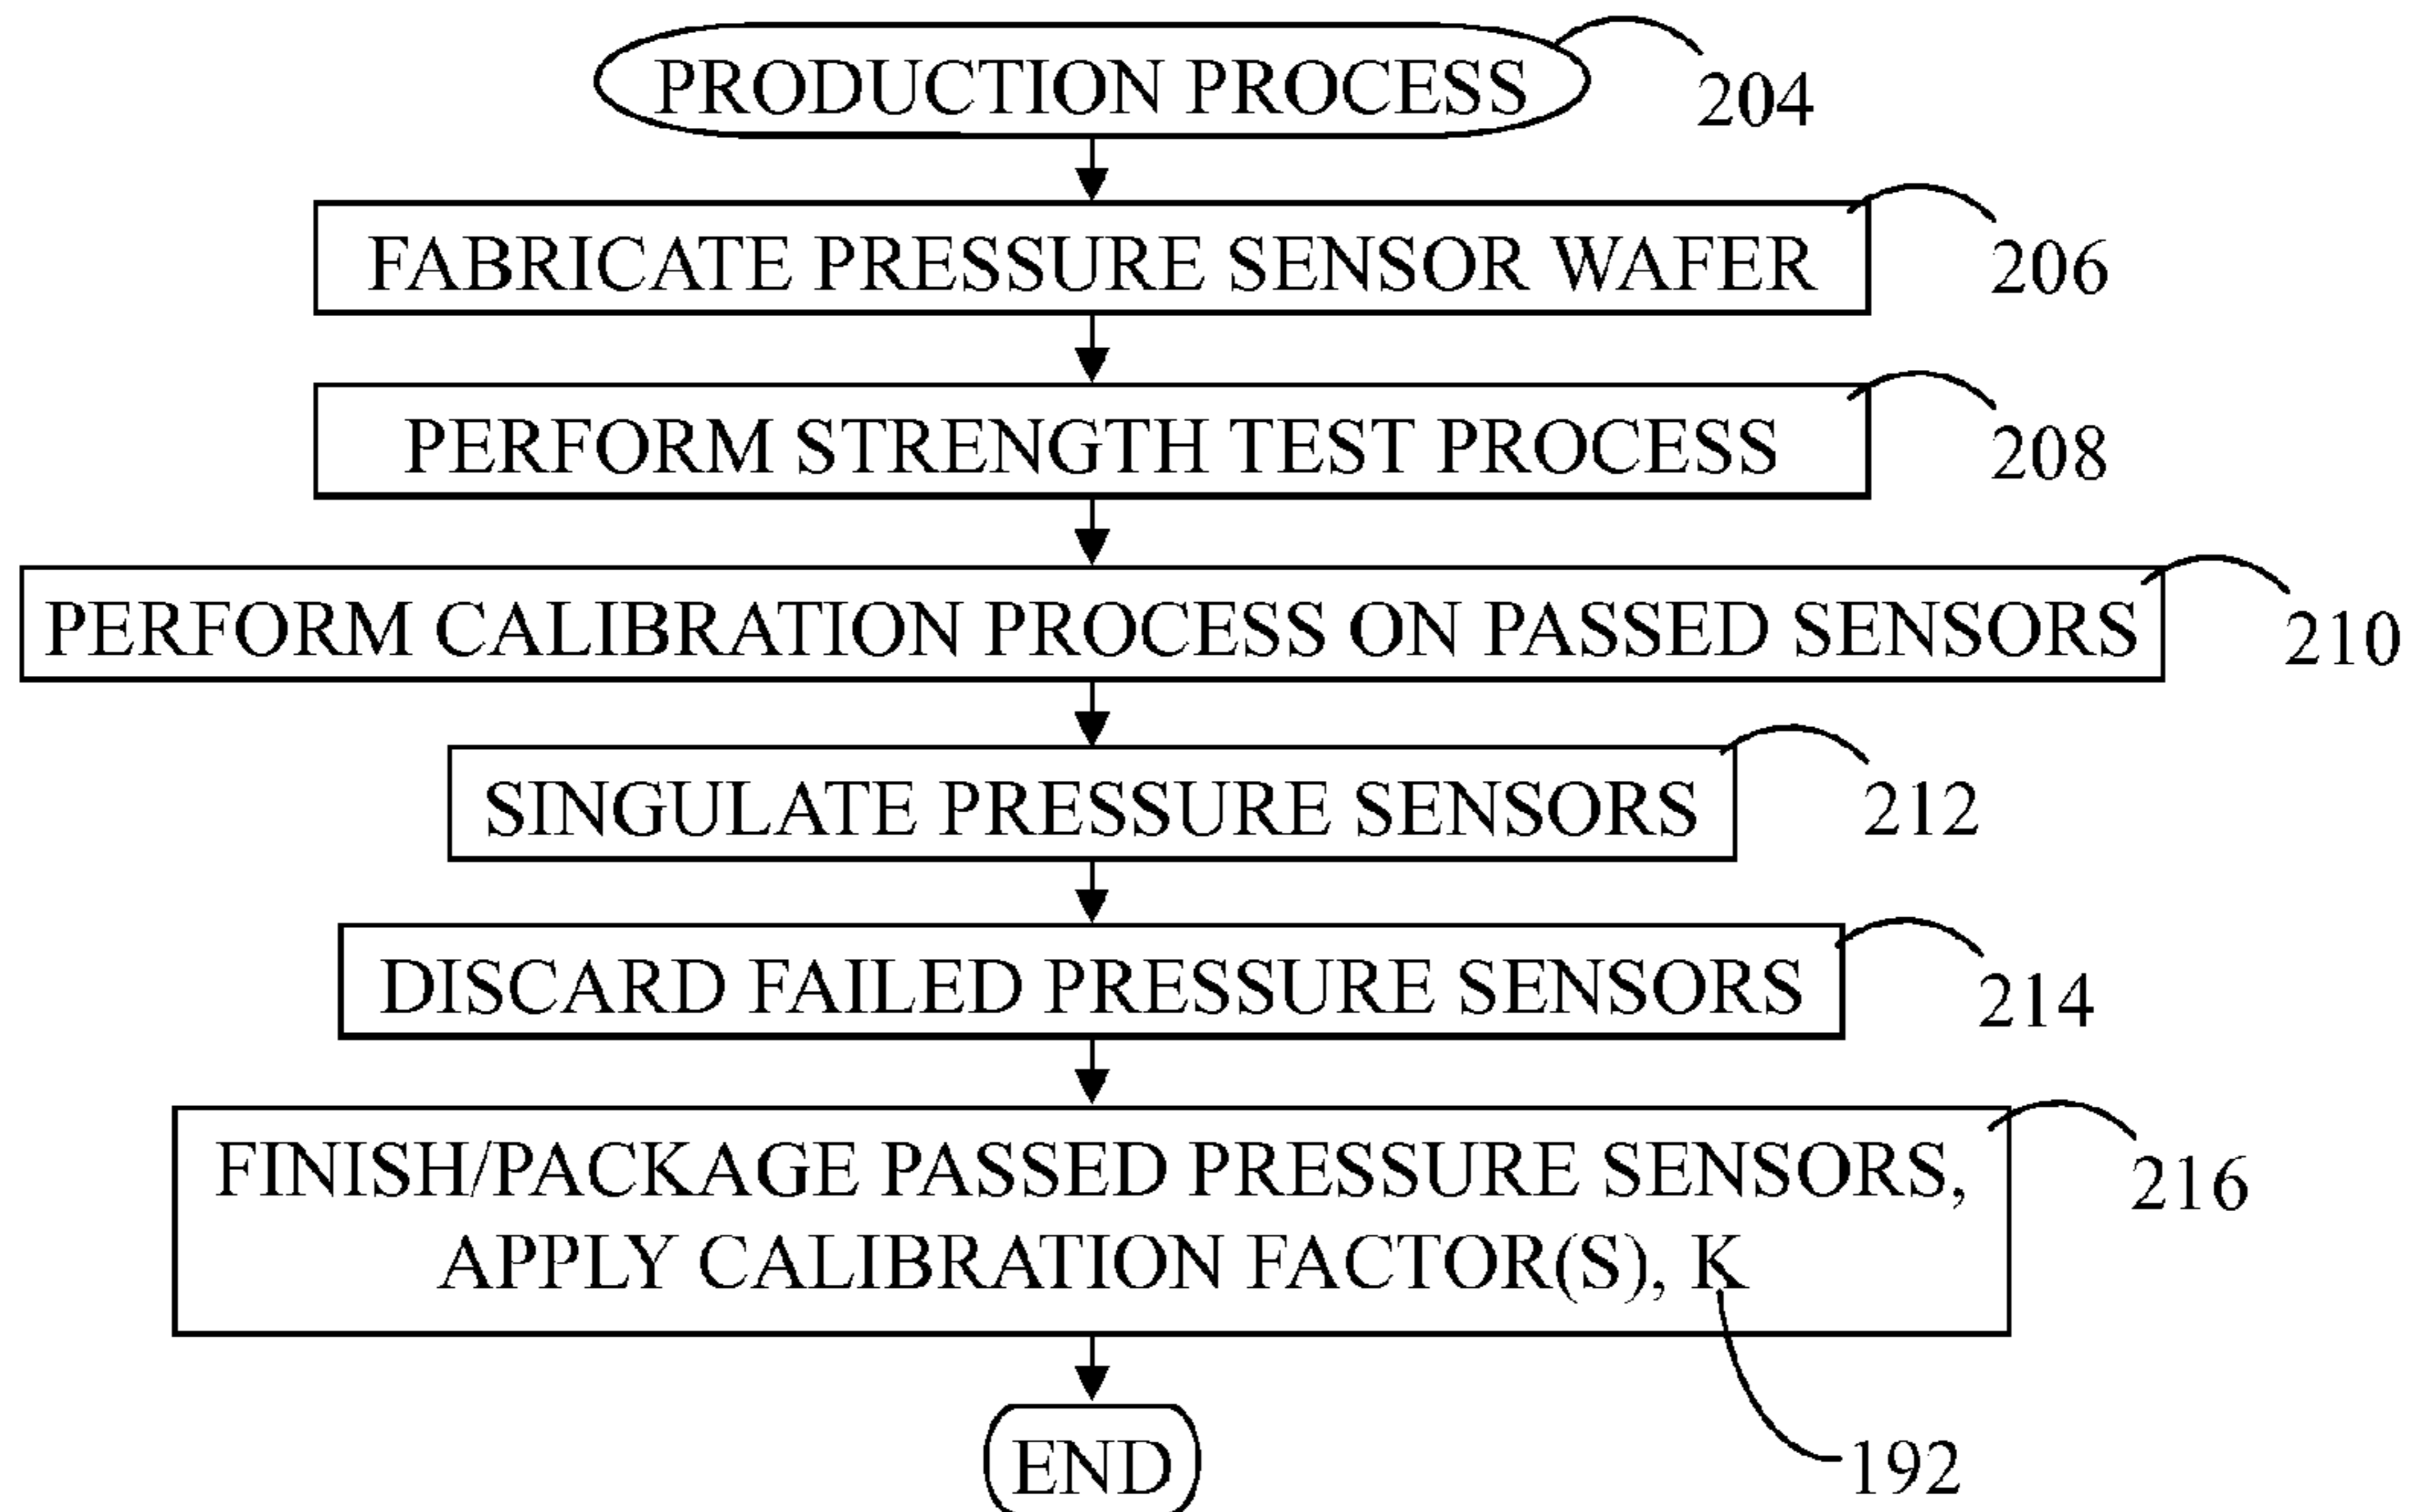 PRODUCTION PROCESS
204
FABRICATE PRESSURE SENSOR WAFER
206
PERFORM STRENGTH TEST PROCESS
208
PERFORM CALIBRATION PROCESS ON PASSED SENSORS
210
SINGULATE PRESSURE SENSORS
212
DISCARD FAILED PRESSURE SENSORS
214
FINISH/PACKAGE PASSED PRESSURE SENSORS,
216
APPLY CALIBRATION FACTOR(S), K
END
192